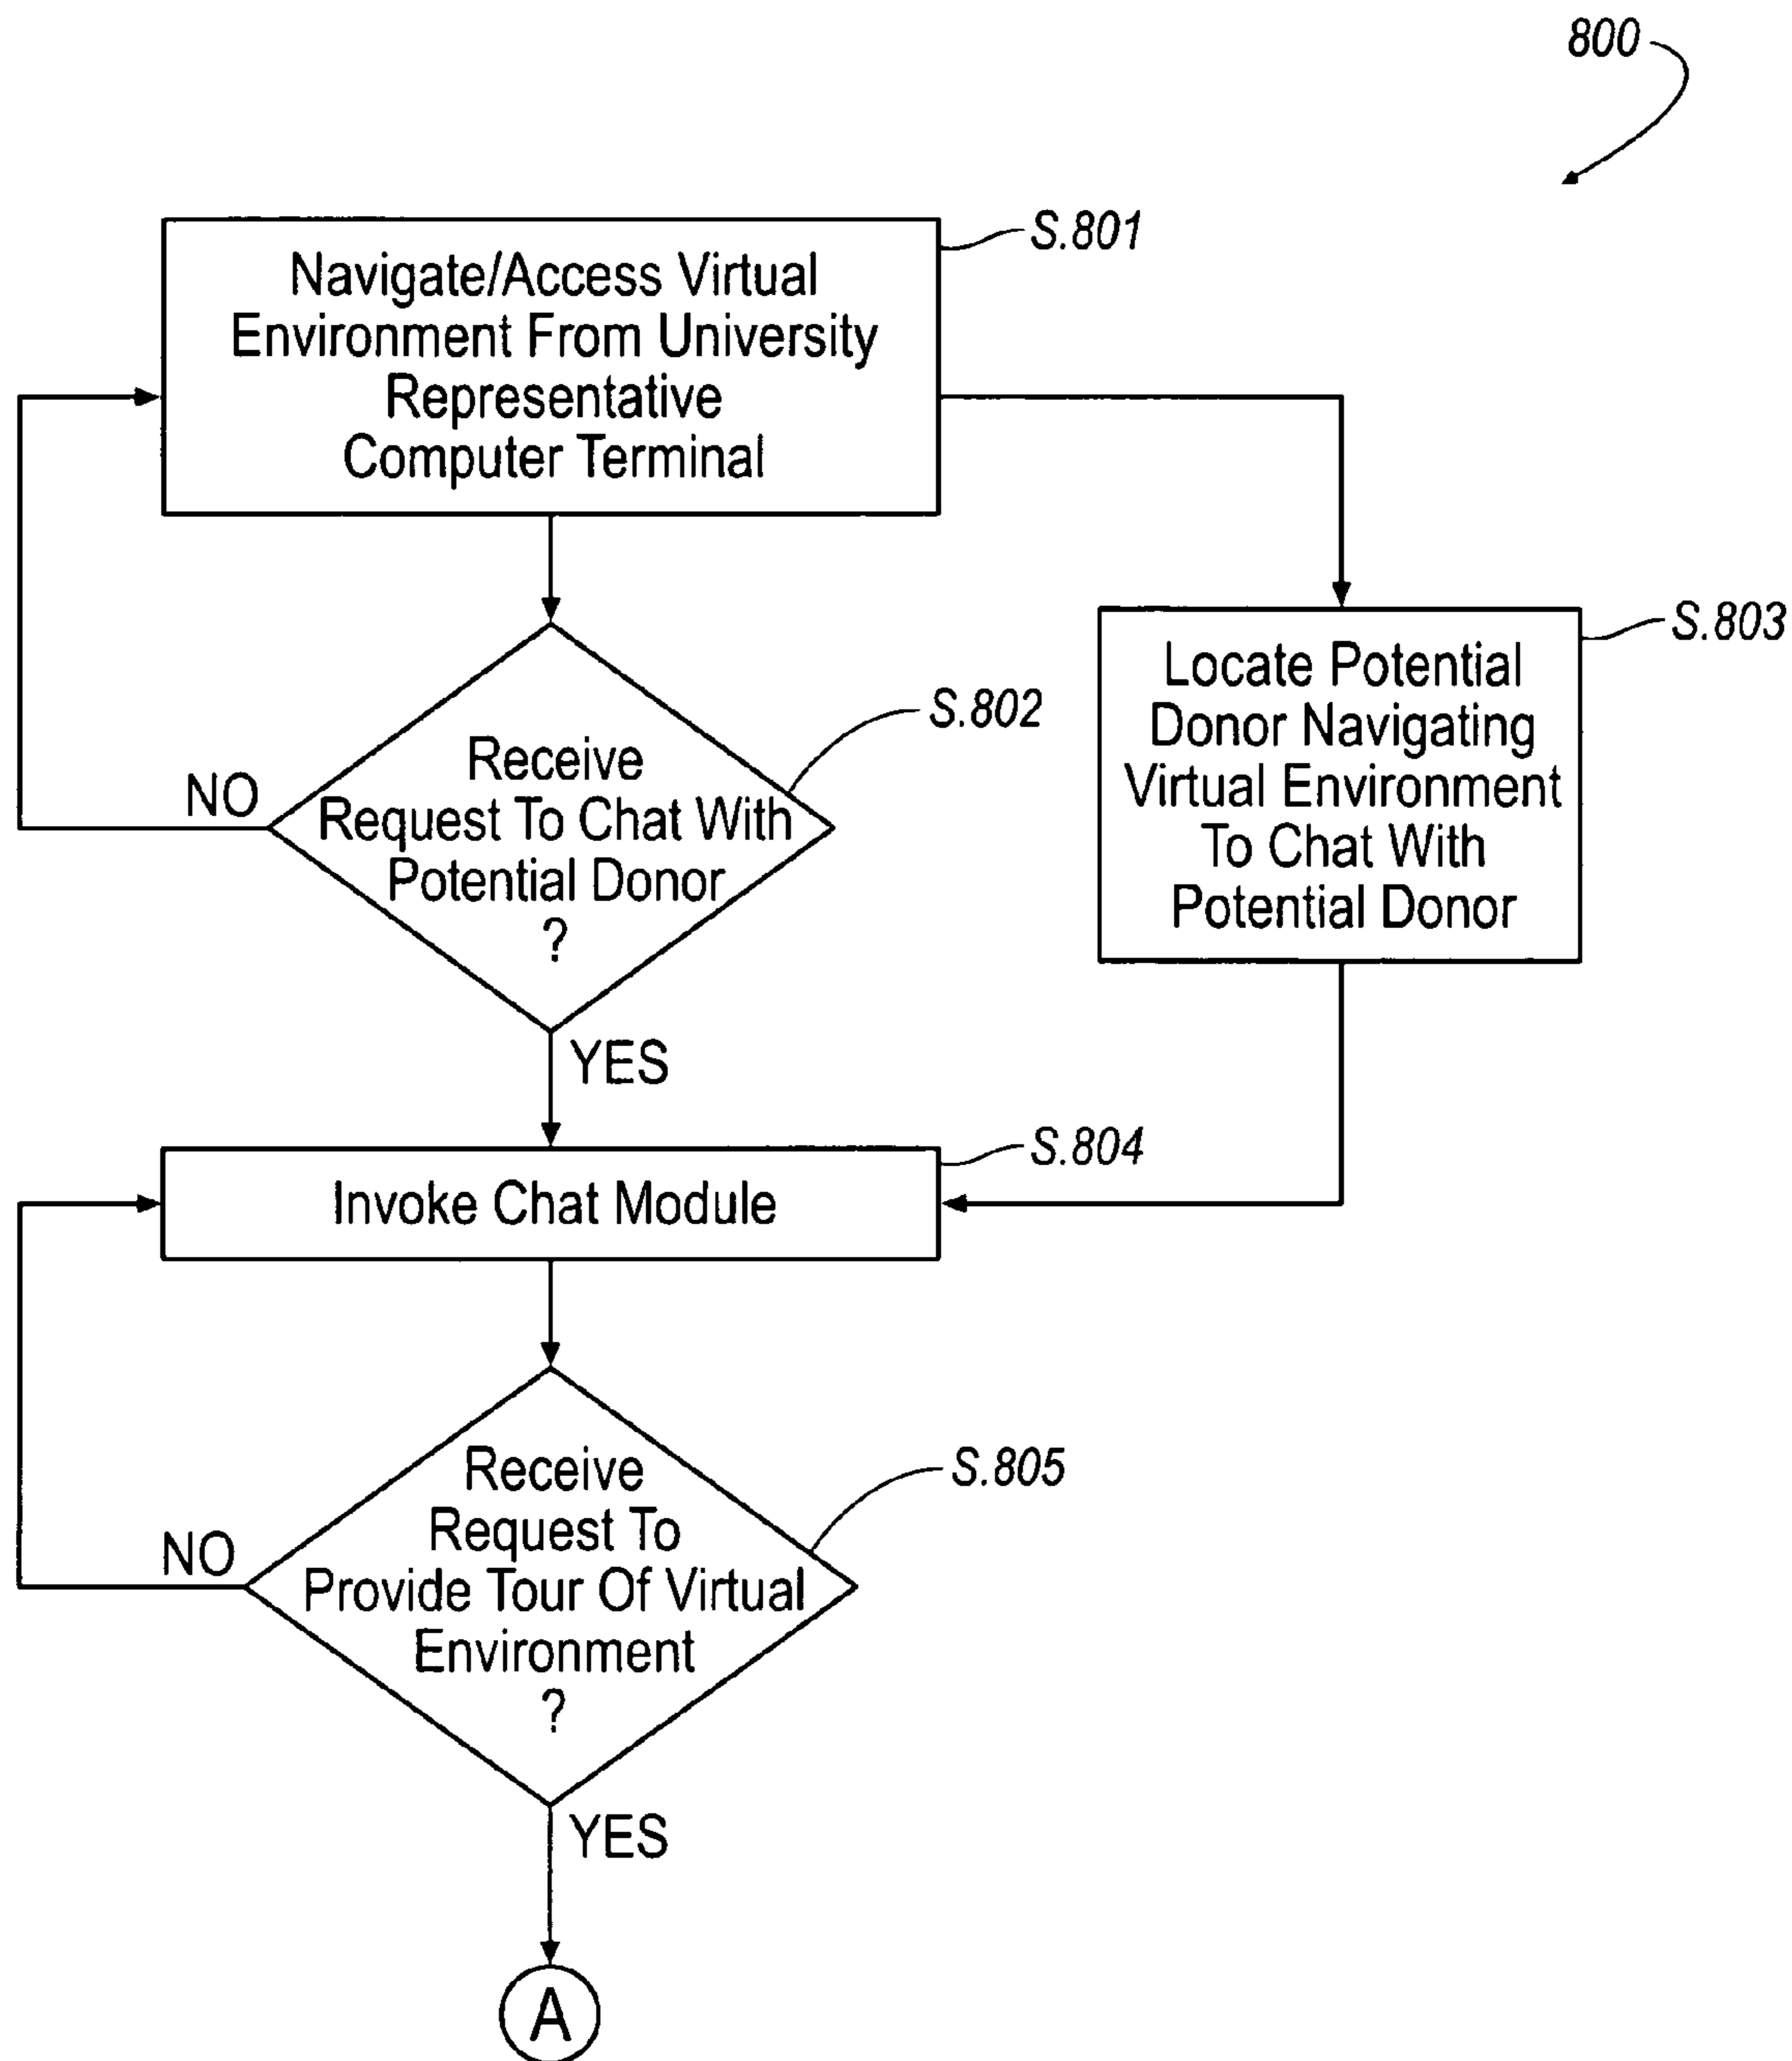 800
Navigate/Access Virtual
Environment From University
Representative
Computer Terminal
S.801
Receive
Request To Chat With
Potential Donor
?
S.802
NO
YES
Locate Potential
Donor Navigating
Virtual Environment
To Chat With
Potential Donor
S.803
Invoke Chat Module
S.804
Receive
Request To
Provide Tour Of Virtual
Environment
?
S.805
NO
YES
A